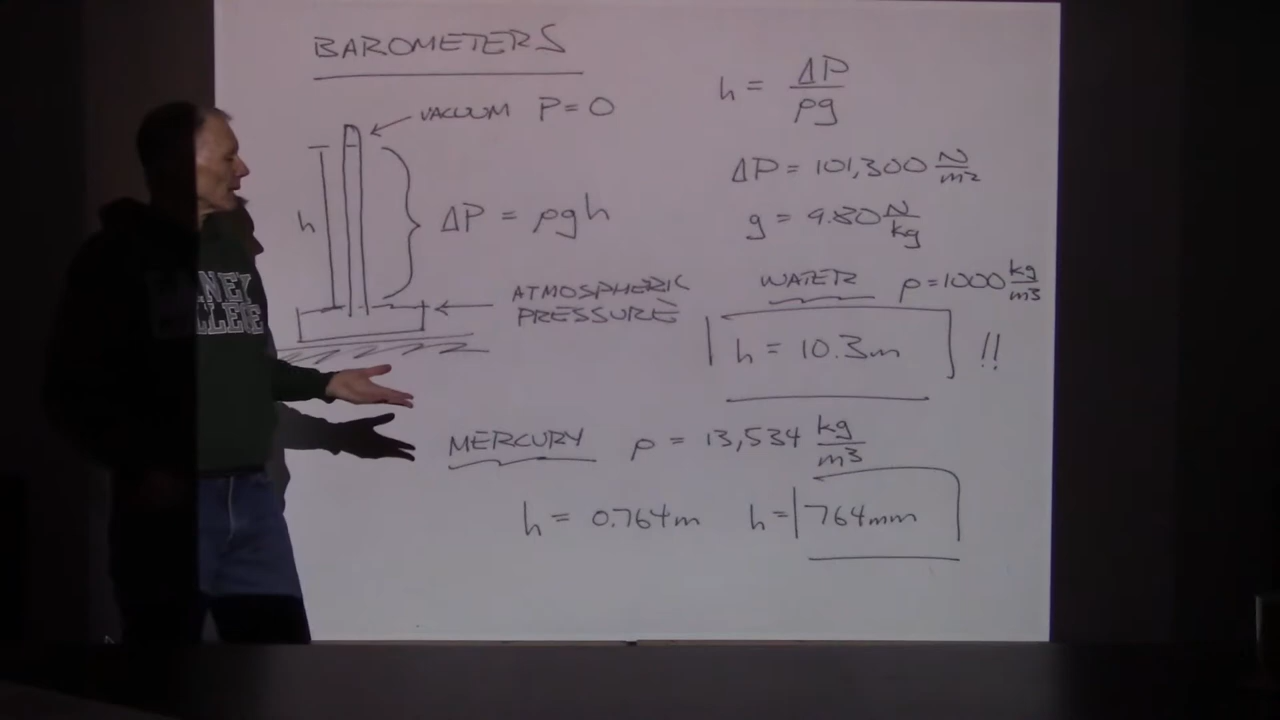 BAROMETERS
VACUUM P = 0
h
ΔP = ρgh
ATMOSPHERIC
PRESSURE
h = ΔP / ρg
ΔP = 101,300 N/m2
g = 9.80 N/kg
WATER ρ = 1000 kg/m3
h = 10.3m !!
MERCURY ρ = 13,534 kg/m3
h = 0.764m h = 764mm